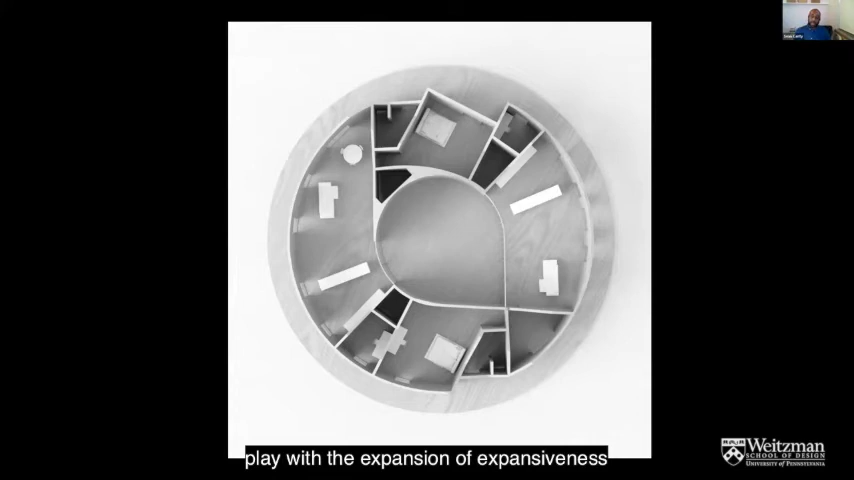 play with the expansion of expansiveness
Weitzman
SCHOOL OF DESIGN
UNIVERSITY OF PENNSYLVANIA